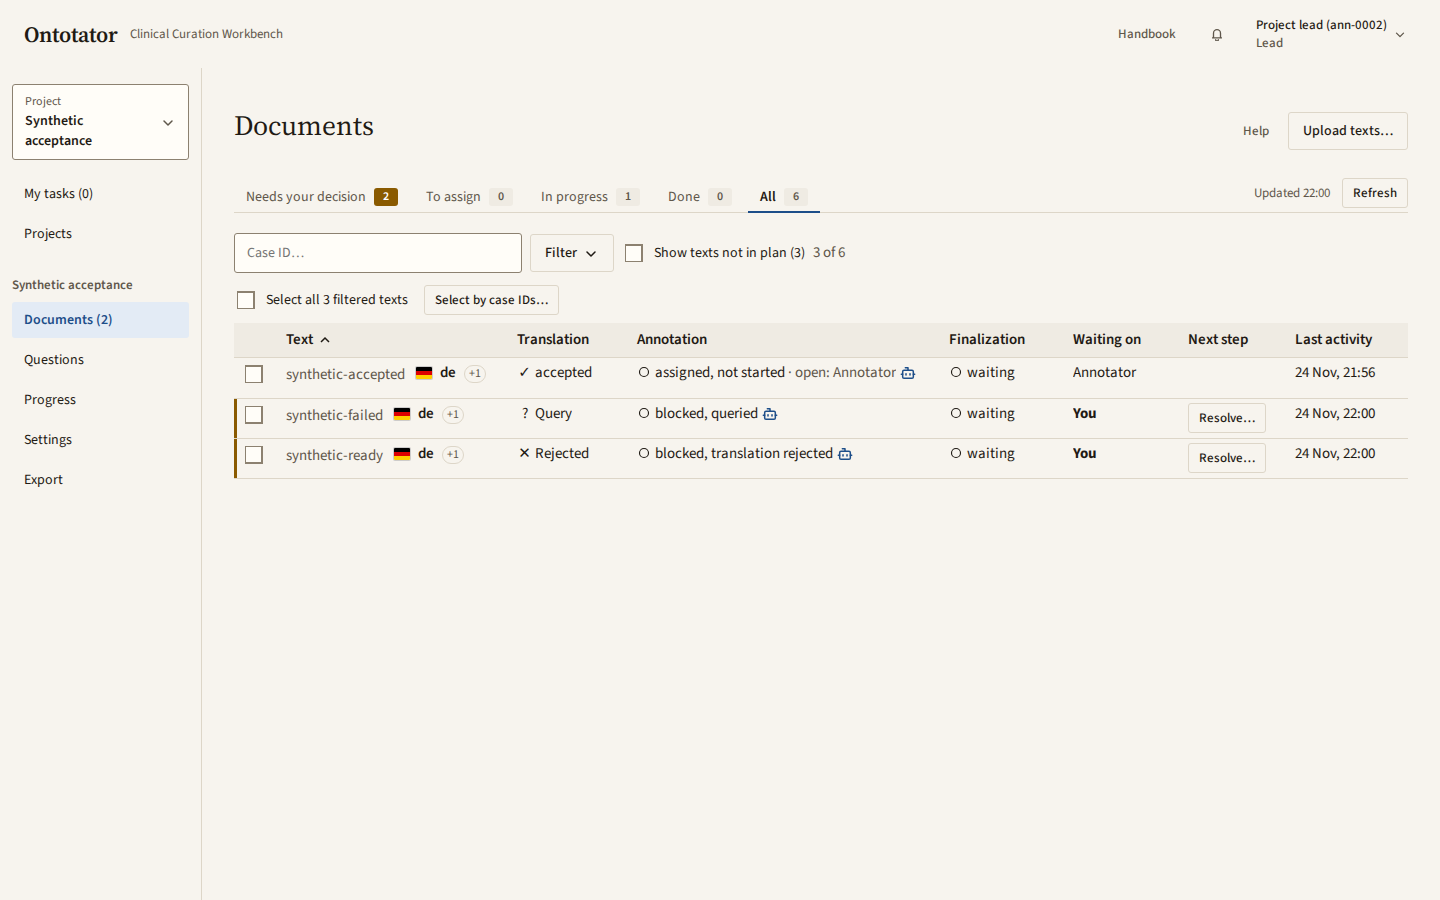 Ontotator Clinical Curation Workbench
Handbook
Project lead (ann-0002)
Lead
Project
Synthetic
acceptance
My tasks (0)
Projects
Synthetic acceptance
Documents (2)
Questions
Progress
Settings
Export
Documents
Help
Upload texts…
Needs your decision 2
To assign 0
In progress 1
Done 0
All 6
Updated 22:00
Refresh
Case ID…
Filter
Show texts not in plan (3) 3 of 6
Select all 3 filtered texts
Select by case IDs…
Text Translation Annotation Finalization Waiting on Next step Last activity
synthetic-accepted de +1 ✓ accepted assigned, not started · open: Annotator waiting Annotator 24 Nov, 21:56
synthetic-failed de +1 ? Query blocked, queried waiting You Resolve… 24 Nov, 22:00
synthetic-ready de +1 ✕ Rejected blocked, translation rejected waiting You Resolve… 24 Nov, 22:00